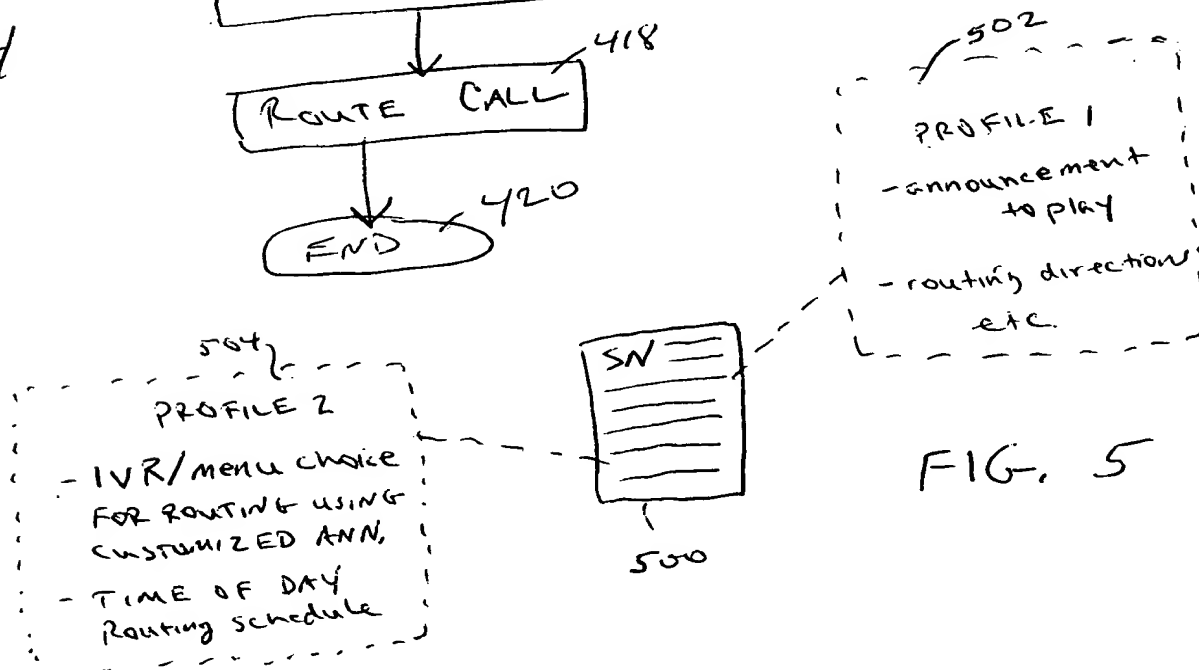 418
ROUTE CALL
420
END
502
PROFILE 1
- announcement
to play
- routing directions
etc.
504
PROFILE 2
- IVR/menu choice
FOR ROUTING USING
CUSTOMIZED ANN.
- TIME OF DAY
Routing schedule
SN
500
FIG. 5